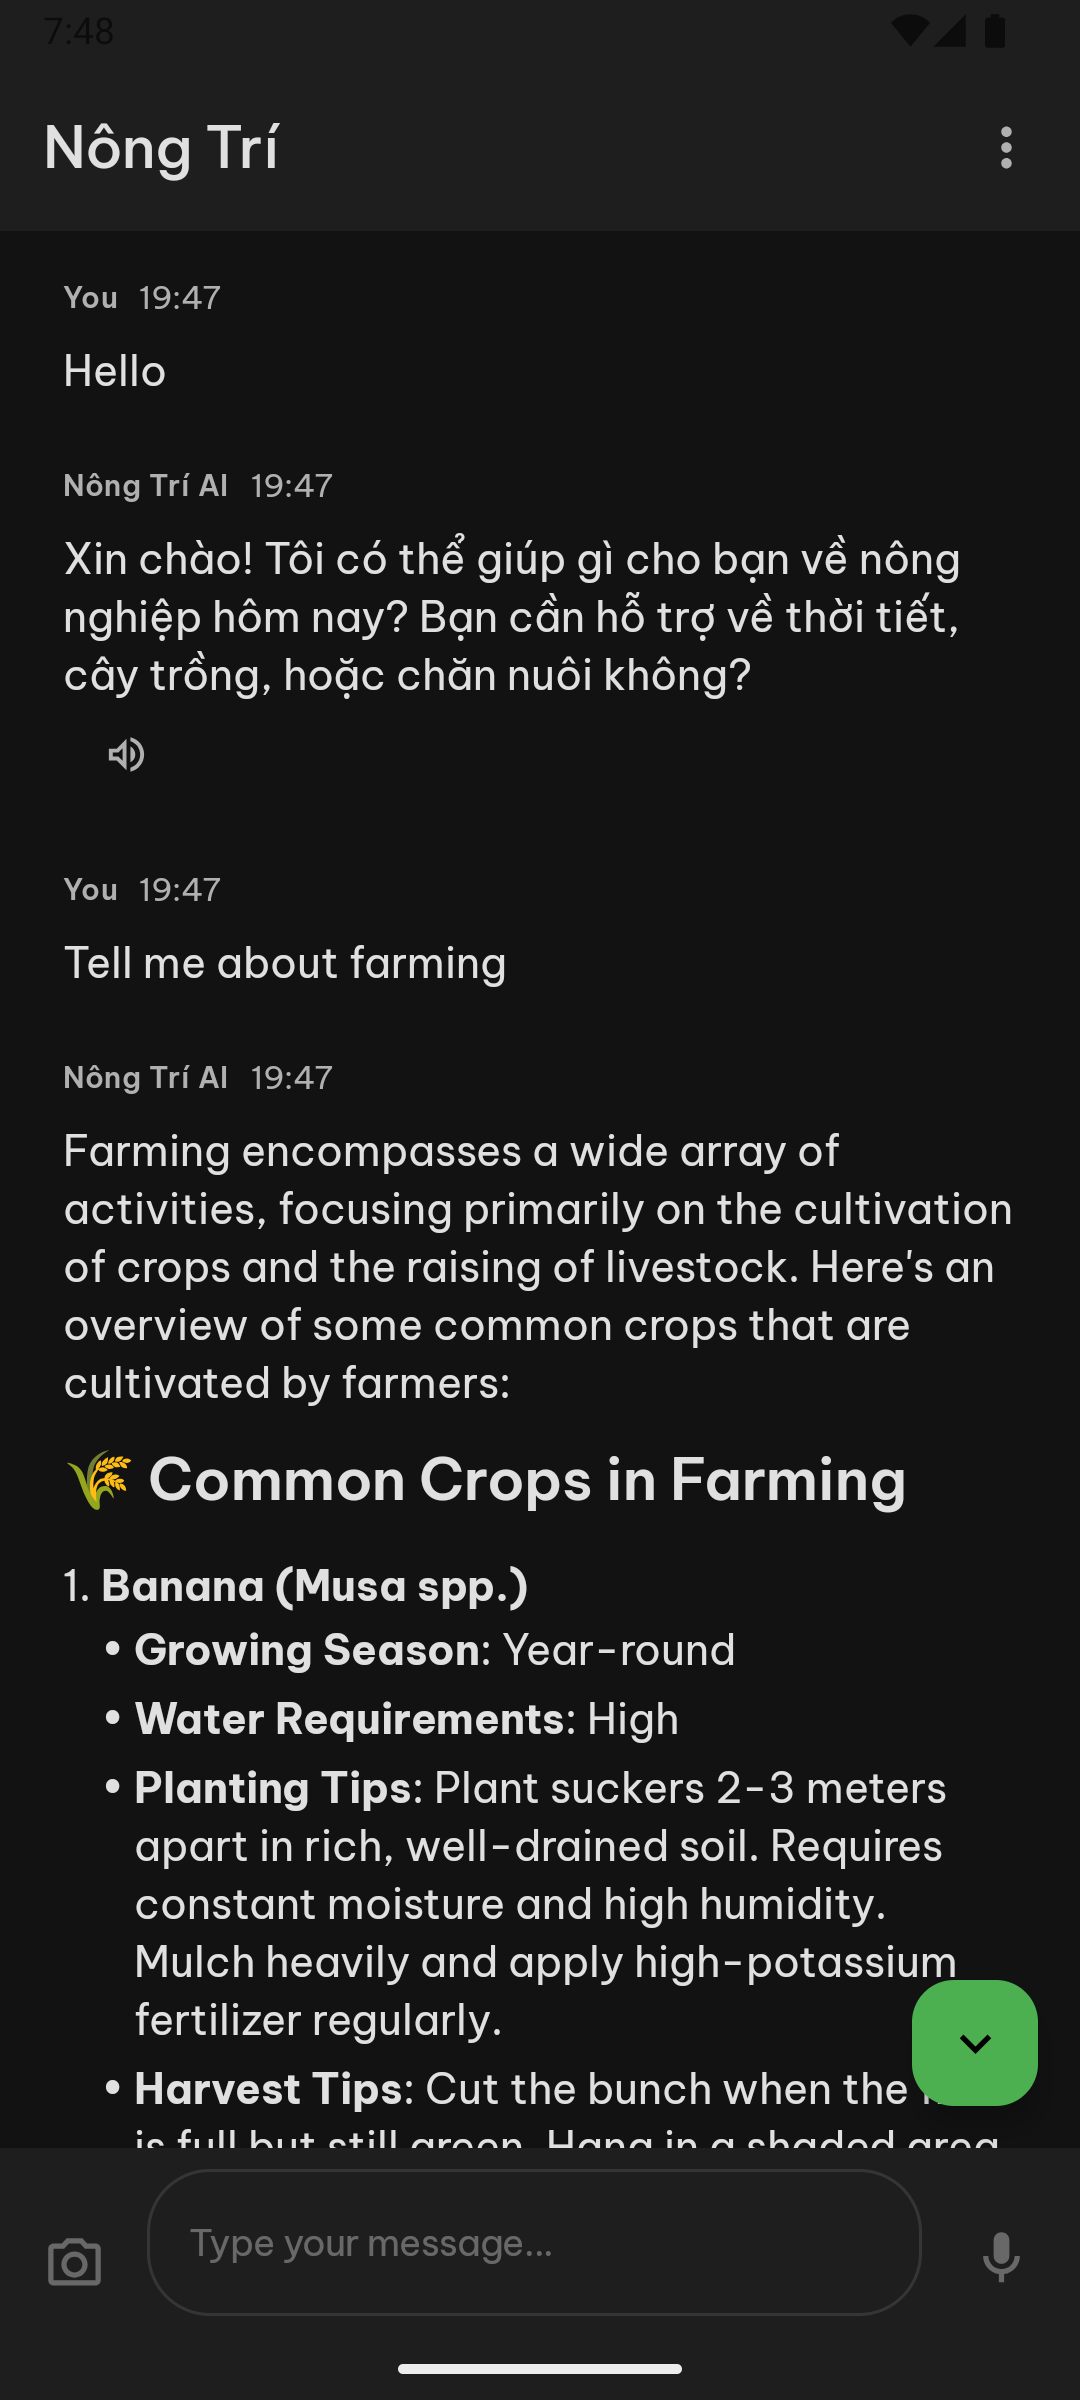 7:48
Nông Trí
You 19:47
Hello
Nông Trí AI 19:47
Xin chào! Tôi có thể giúp gì cho bạn về nông
nghiệp hôm nay? Bạn cần hỗ trợ về thời tiết,
cây trồng, hoặc chăn nuôi không?
You 19:47
Tell me about farming
Nông Trí AI 19:47
Farming encompasses a wide array of
activities, focusing primarily on the cultivation
of crops and the raising of livestock. Here's an
overview of some common crops that are
cultivated by farmers:
🌾 Common Crops in Farming
1. Banana (Musa spp.)
• Growing Season: Year-round
• Water Requirements: High
• Planting Tips: Plant suckers 2-3 meters
apart in rich, well-drained soil. Requires
constant moisture and high humidity.
Mulch heavily and apply high-potassium
fertilizer regularly.
• Harvest Tips: Cut the bunch when the
is full but still green. Hang in a shaded area
Type your message...